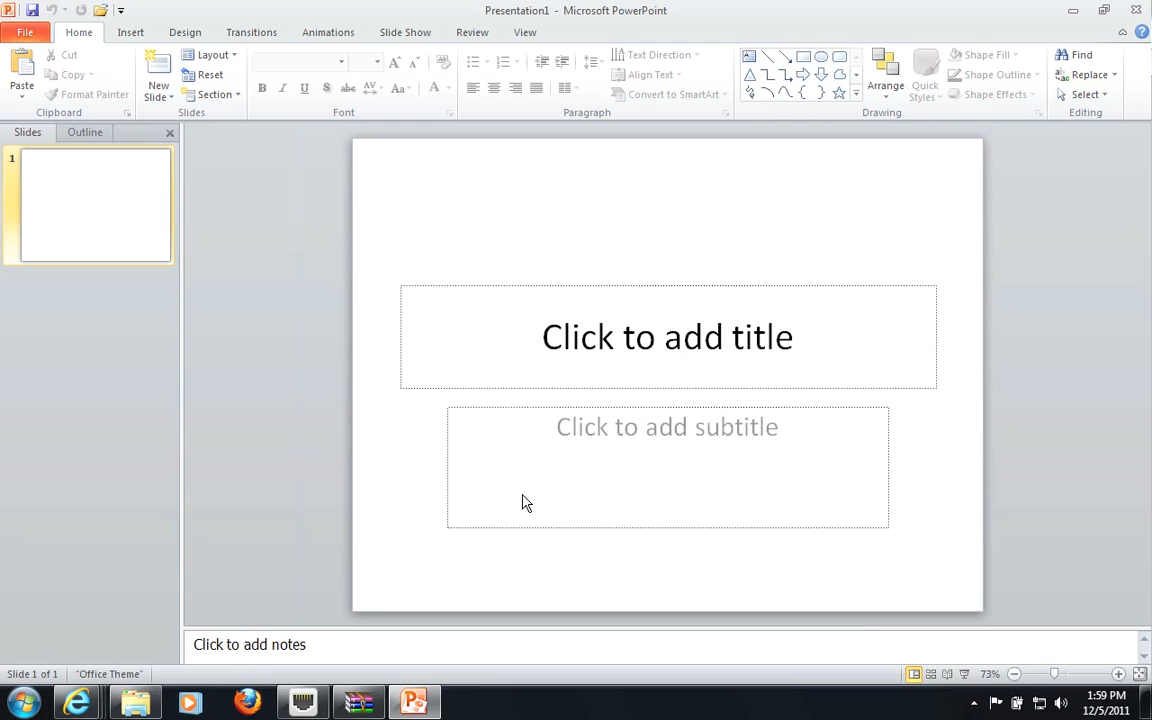 Presentation1 - Microsoft PowerPoint
File Home Insert Design Transitions Animations Slide Show Review View
Paste
Cut
Copy
Format Painter
Clipboard
New Slide
Layout
Reset
Section
Slides
B I U S abc AV Aa A
Font
Text Direction
Align Text
Convert to SmartArt
Paragraph
Arrange
Quick Styles
Shape Fill
Shape Outline
Shape Effects
Drawing
Find
Replace
Select
Editing
Slides Outline
1
Click to add title
Click to add subtitle
Click to add notes
Slide 1 of 1 "Office Theme" 73%
1:59 PM
12/5/2011